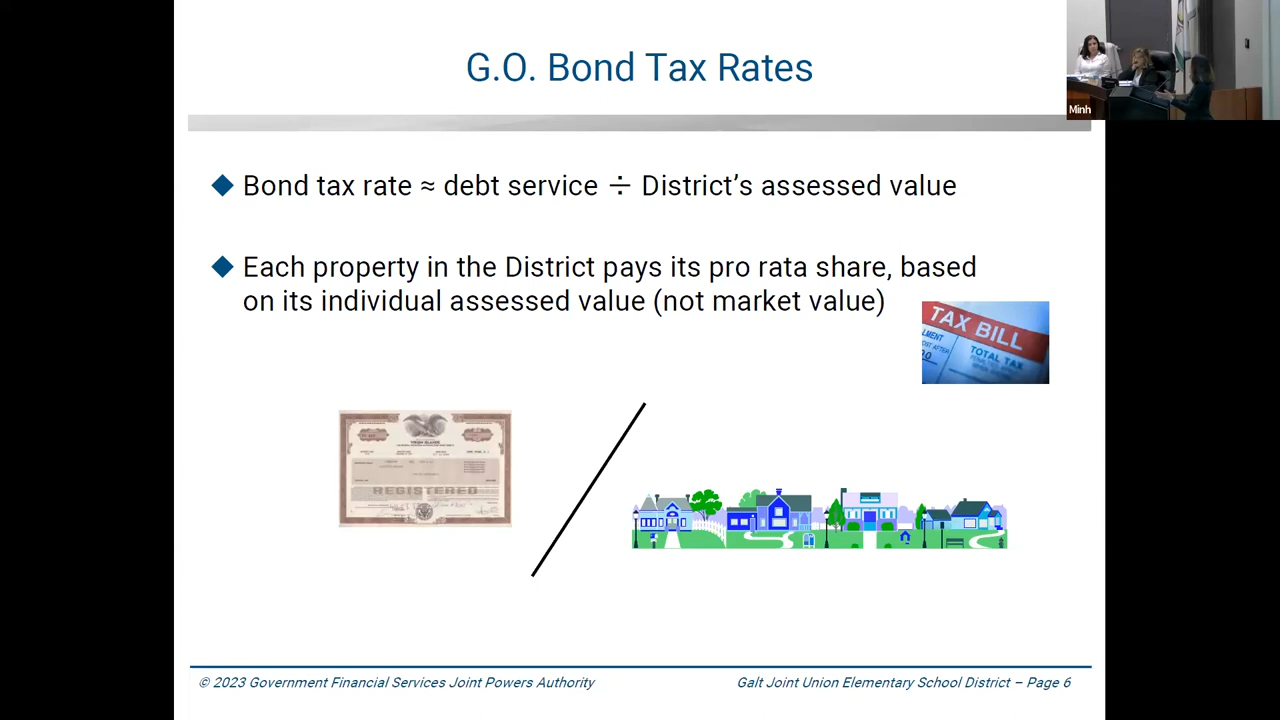 G.O. Bond Tax Rates
Minh
◆ Bond tax rate ≈ debt service ÷ District's assessed value
◆ Each property in the District pays its pro rata share, based
on its individual assessed value (not market value)
TAX BILL
TOTAL TAX
REGISTERED
© 2023 Government Financial Services Joint Powers Authority
Galt Joint Union Elementary School District – Page 6